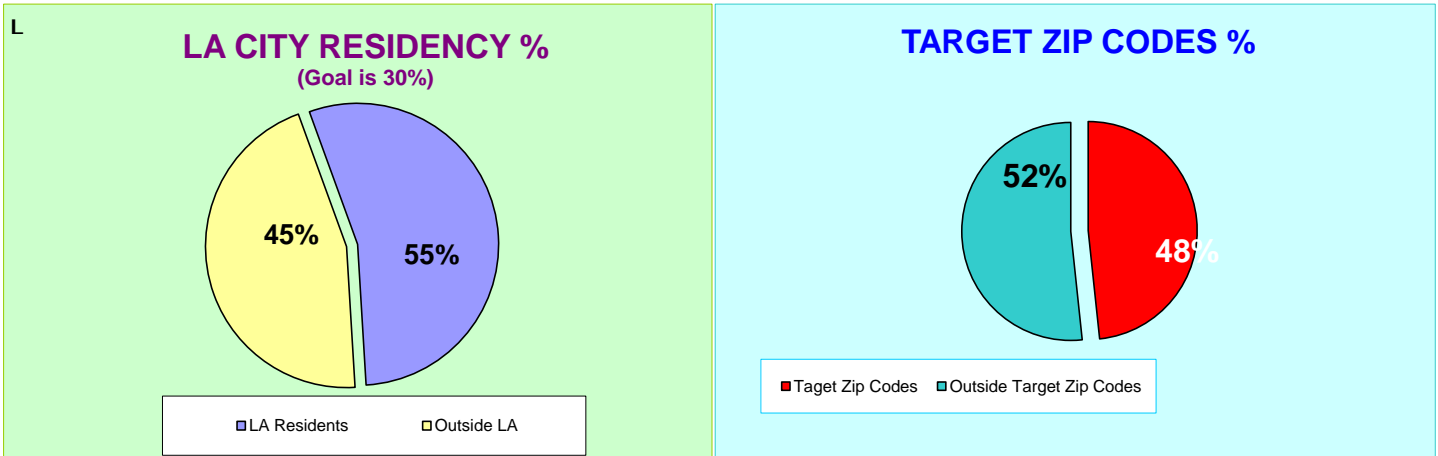 L
LA CITY RESIDENCY %
(Goal is 30%)
45%
55%
LA Residents Outside LA
TARGET ZIP CODES %
52%
48%
Taget Zip Codes Outside Target Zip Codes